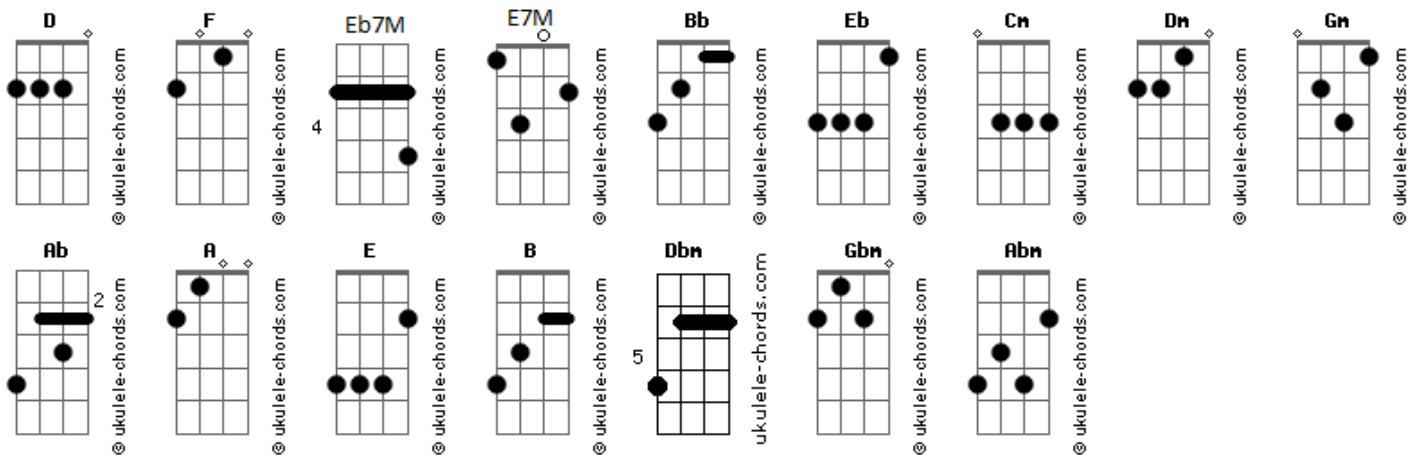 D F Eb7M E7M Bb Eb Cm Dm Gm
4
© ukulele-chords.com © ukulele-chords.com © ukulele-chords.com © ukulele-chords.com © ukulele-chords.com © ukulele-chords.com © ukulele-chords.com © ukulele-chords.com © ukulele-chords.com
Ab A E B Dbm Gbm Abm
2
5
© ukulele-chords.com © ukulele-chords.com © ukulele-chords.com © ukulele-chords.com ukulele-chords.com © ukulele-chords.com © ukulele-chords.com